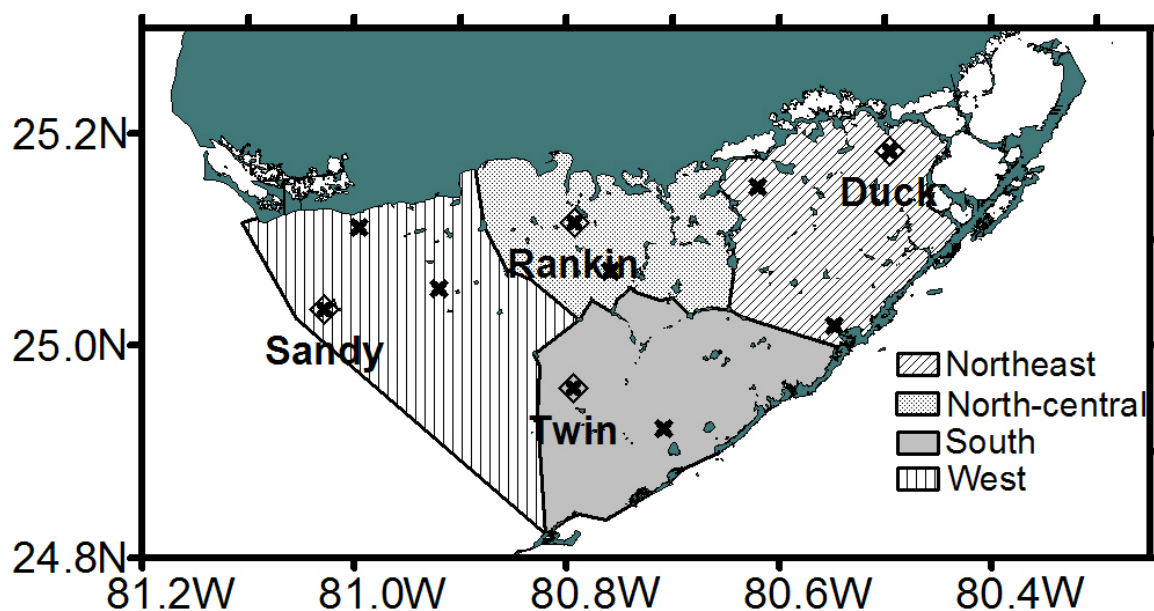 25.2N
Duck
Rankin
25.0N
Sandy
Northeast
North-central
Twin
South
West
24.8N
81.2W 81.0W 80.8W 80.6W 80.4W